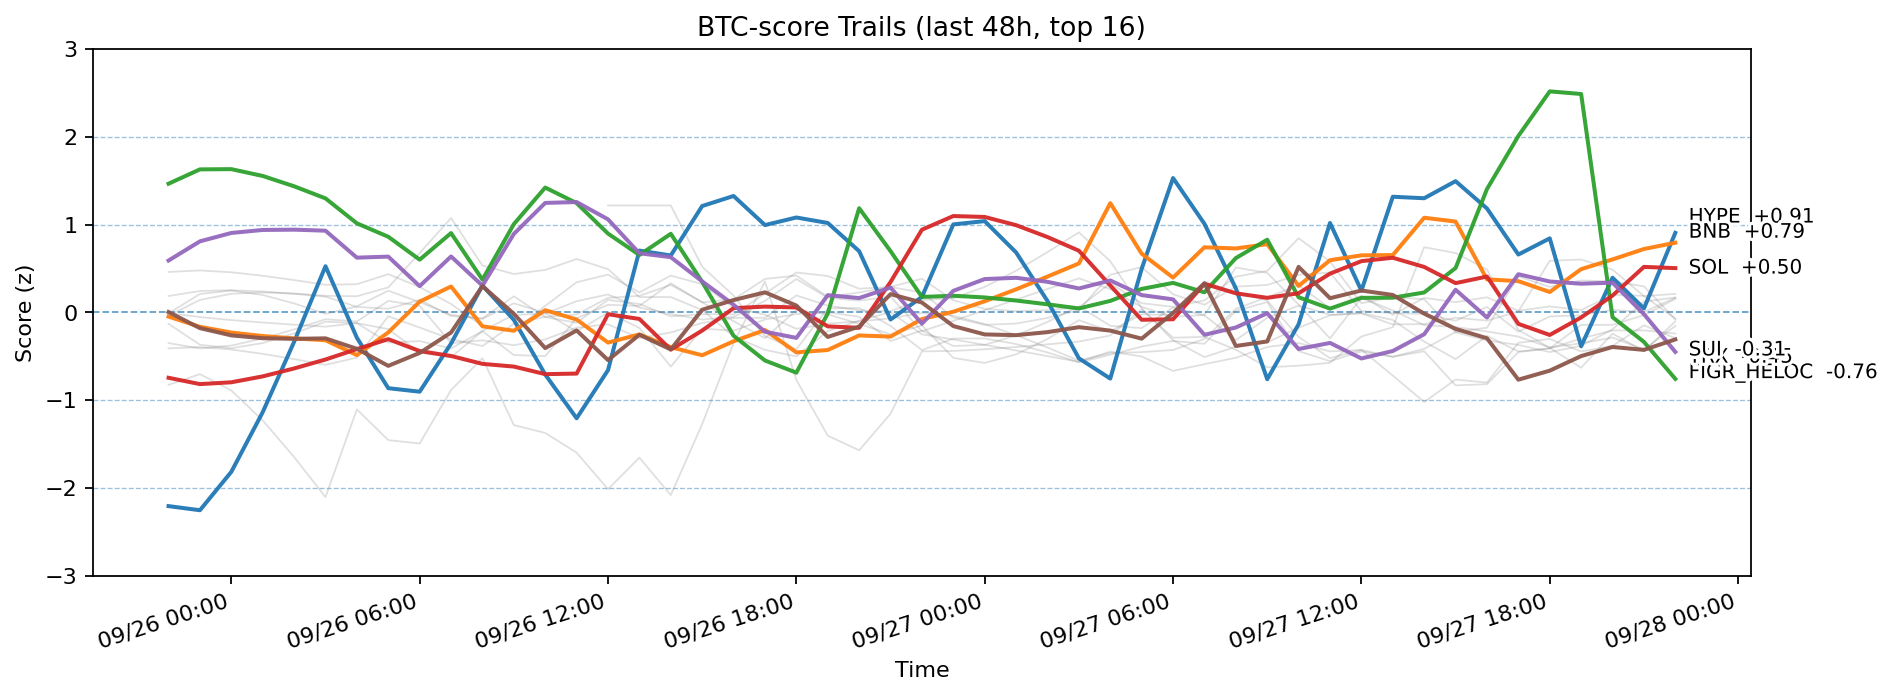 BTC-score Trails (last 48h, top 16)
Score (z)
3
2
1
0
−1
−2
−3
HYPE +0.91
BNB +0.79
SOL +0.50
SUI -0.31
FIGR_HELOC -0.76
09/26 00:00
09/26 06:00
09/26 12:00
09/26 18:00
09/27 00:00
09/27 06:00
09/27 12:00
09/27 18:00
09/28 00:00
Time